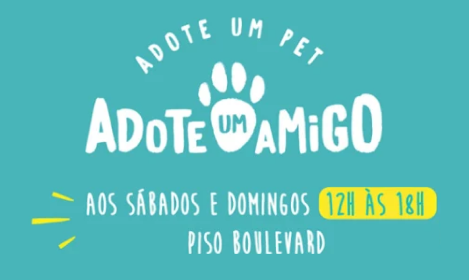 ADOTE UM PET
ADOTE UM AMIGO
AOS SÁBADOS E DOMINGOS 12H ÀS 18H
PISO BOULEVARD